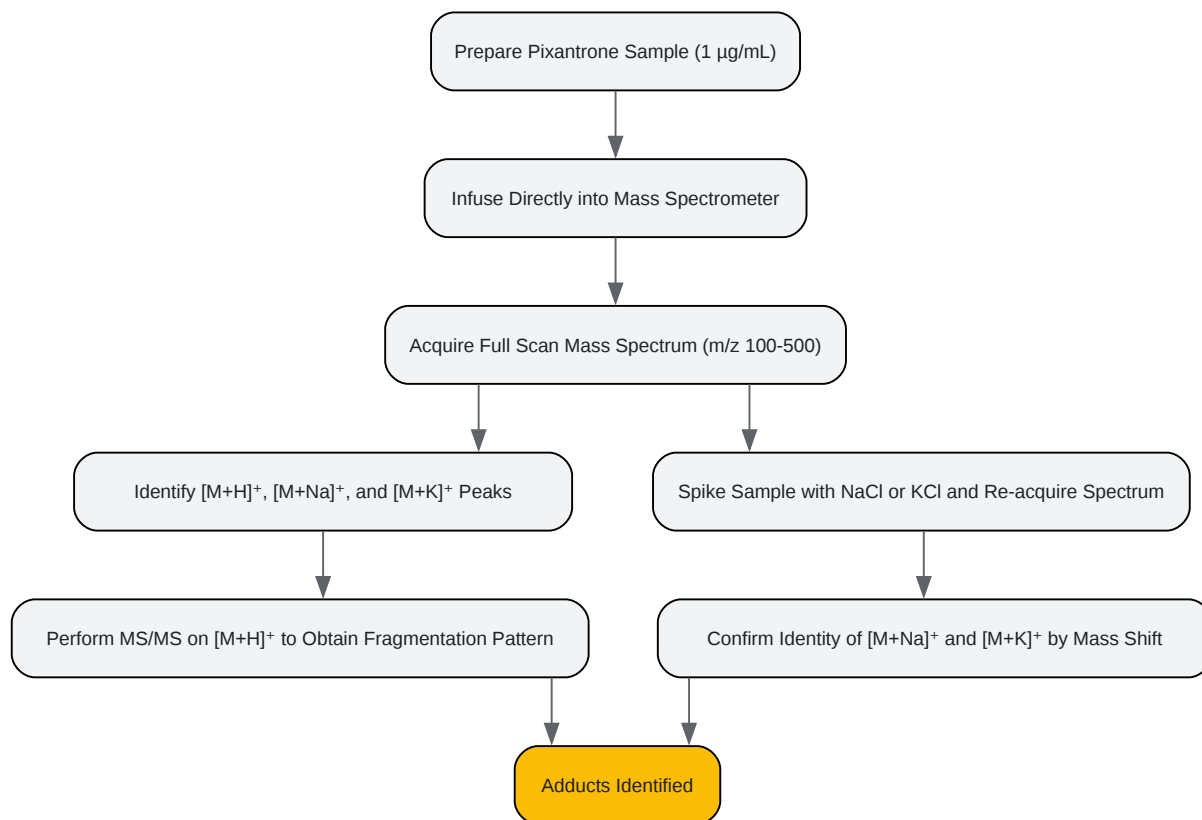 Prepare Pixantrone Sample (1 µg/mL)
Infuse Directly into Mass Spectrometer
Acquire Full Scan Mass Spectrum (m/z 100-500)
Identify [M+H]⁺, [M+Na]⁺, and [M+K]⁺ Peaks
Spike Sample with NaCl or KCl and Re-acquire Spectrum
Perform MS/MS on [M+H]⁺ to Obtain Fragmentation Pattern
Confirm Identity of [M+Na]⁺ and [M+K]⁺ by Mass Shift
Adducts Identified